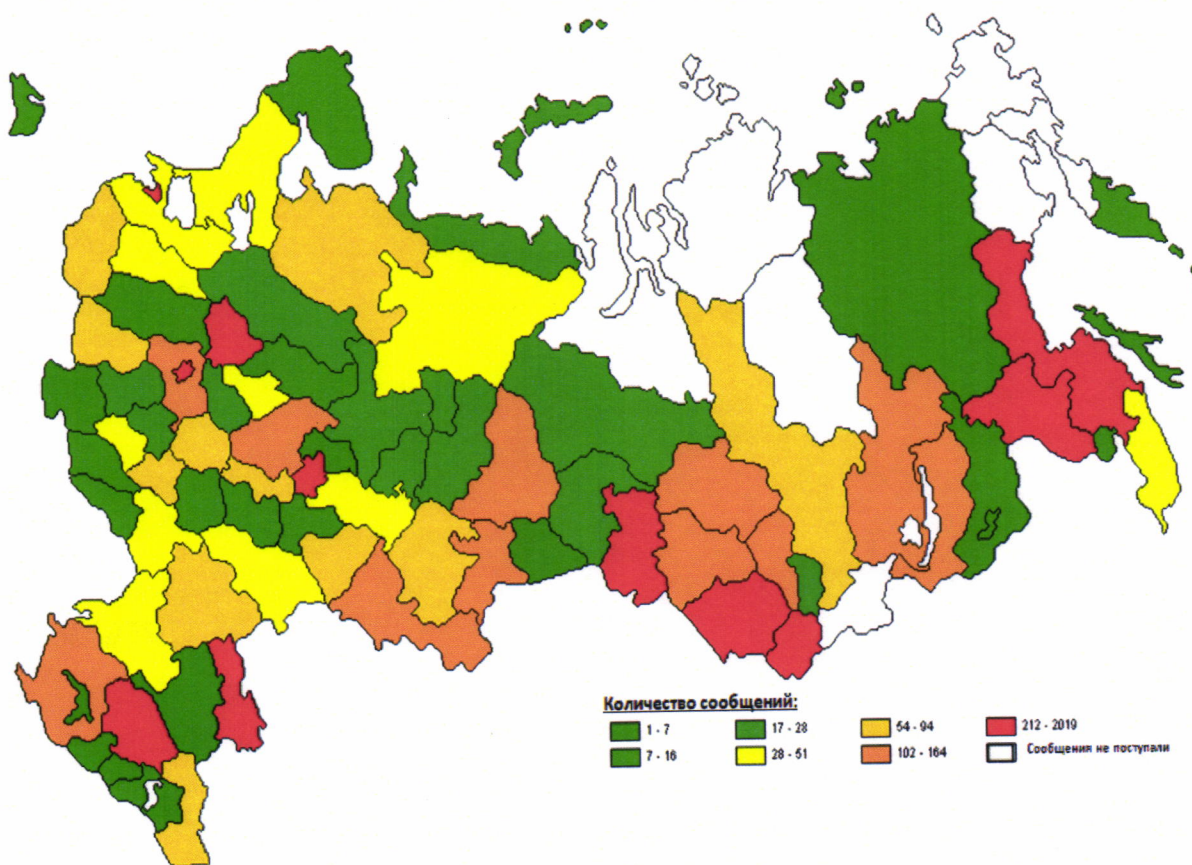 Количество сообщений:
1 - 7
17 - 28
54 - 94
212 - 2019
7 - 16
28 - 51
102 - 164
Сообщения не поступали